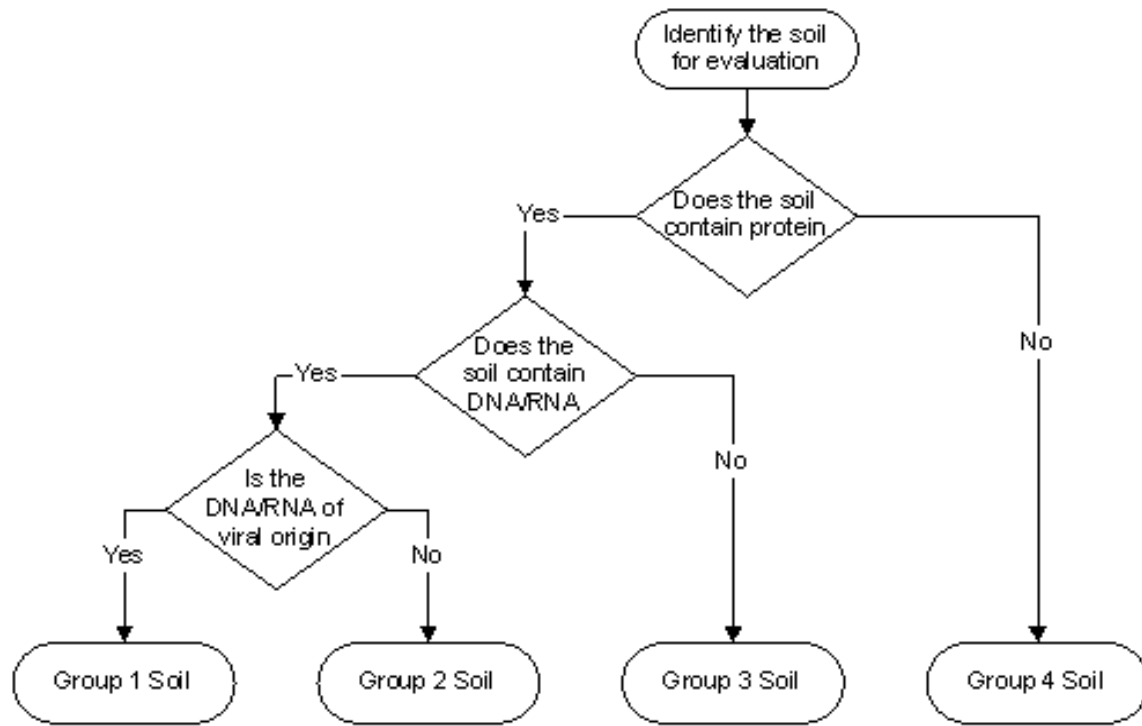 Identify the soil
for evaluation
Does the soil
contain protein
Yes
No
Does the
soil contain
DNA/RNA
Yes
No
Is the
DNA/RNA of
viral origin
Yes
No
Group 1 Soil
Group 2 Soil
Group 3 Soil
Group 4 Soil